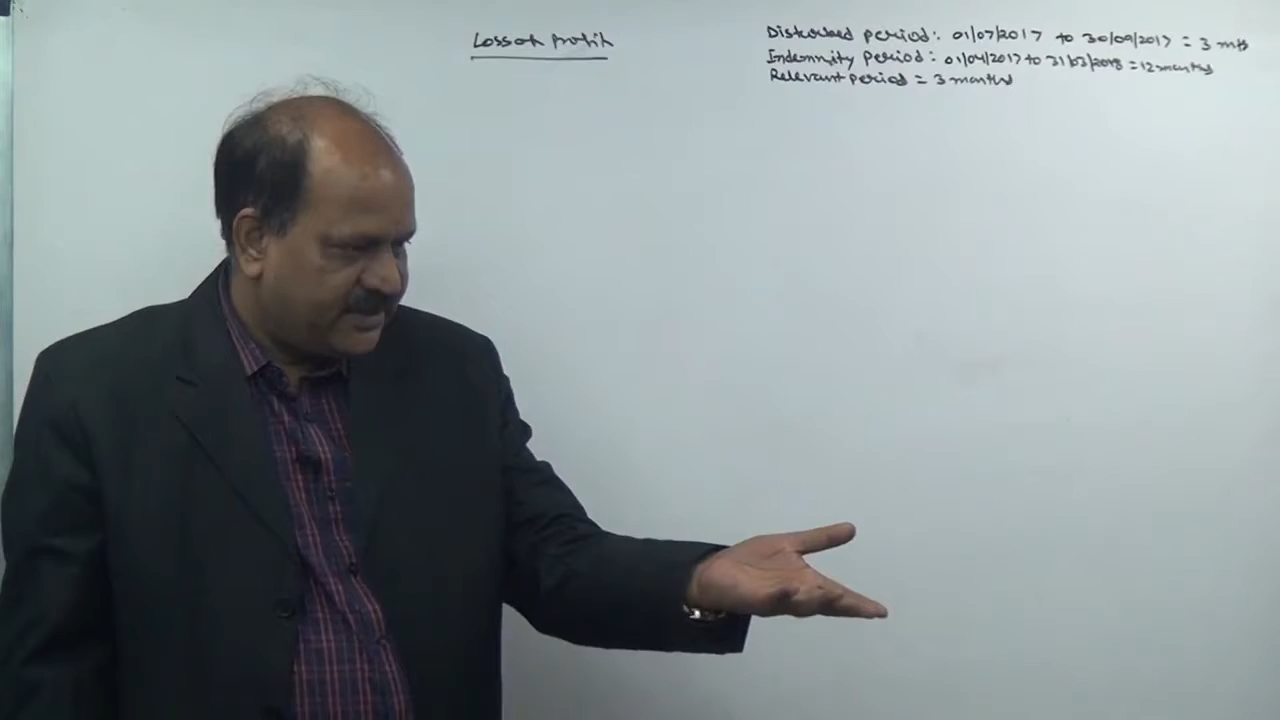 Loss of Profit
Disturbed period: 01/07/2017 to 30/09/2017 = 3 mths
Indemnity Period: 01/04/2017 to 31/03/2018 = 12 months
Relevant period = 3 months